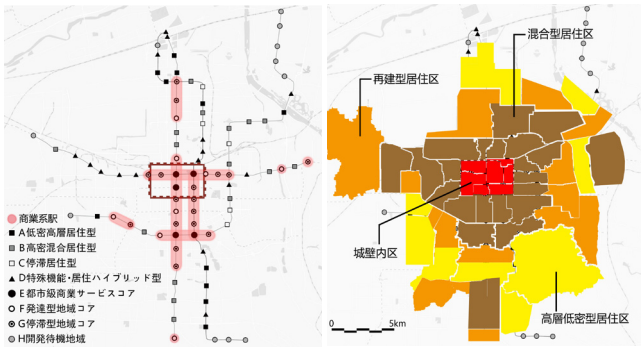 商業系駅
A低密高層居住型
B高密混合居住型
C停滞居住型
D特殊機能・居住ハイブリッド型
E都市級商業サービスコア
F発達型地域コア
G停滞型地域コア
H開発待機地域
混合型居住区
再建型居住区
城壁内区
高層低密型居住区
0
5km